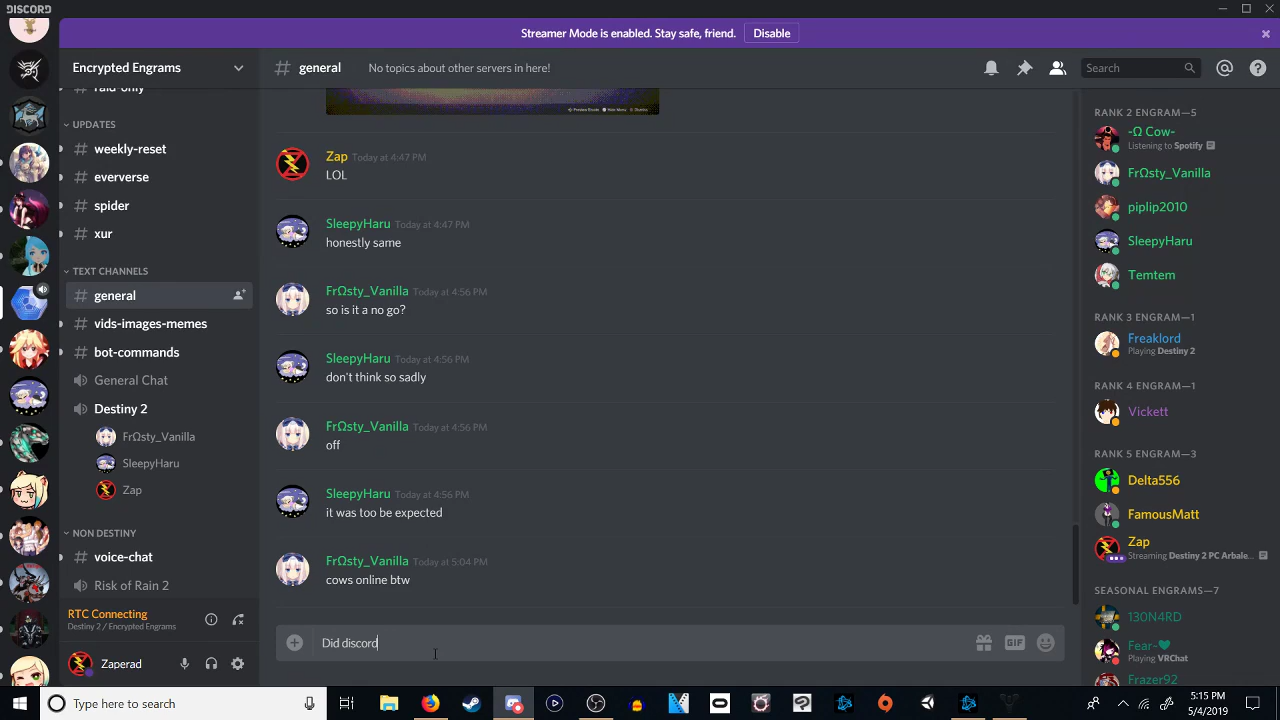 DISCORD
Streamer Mode is enabled. Stay safe, friend.
Disable
Encrypted Engrams
general
No topics about other servers in here!
Search
raid-only
UPDATES
weekly-reset
eververse
spider
xur
TEXT CHANNELS
general
vids-images-memes
bot-commands
General Chat
Destiny 2
FrΩsty_Vanilla
SleepyHaru
Zap
NON DESTINY
voice-chat
Risk of Rain 2
RTC Connecting
Destiny 2 / Encrypted Engrams
Zaperad
Zap Today at 4:47 PM
LOL
SleepyHaru Today at 4:47 PM
honestly same
FrΩsty_Vanilla Today at 4:56 PM
so is it a no go?
SleepyHaru Today at 4:56 PM
don't think so sadly
FrΩsty_Vanilla Today at 4:56 PM
off
SleepyHaru Today at 4:56 PM
it was too be expected
FrΩsty_Vanilla Today at 5:04 PM
cows online btw
Did discord
GIF
RANK 2 ENGRAM—5
-Ω Cow-
Listening to Spotify
FrΩsty_Vanilla
piplip2010
SleepyHaru
Temtem
RANK 3 ENGRAM—1
Freaklord
Playing Destiny 2
RANK 4 ENGRAM—1
Vickett
RANK 5 ENGRAM—3
Delta556
FamousMatt
Zap
Streaming Destiny 2 PC Arbale...
SEASONAL ENGRAMS—7
130N4RD
Fear~♥
Playing VRChat
Frazer92
Type here to search
5:15 PM
5/4/2019